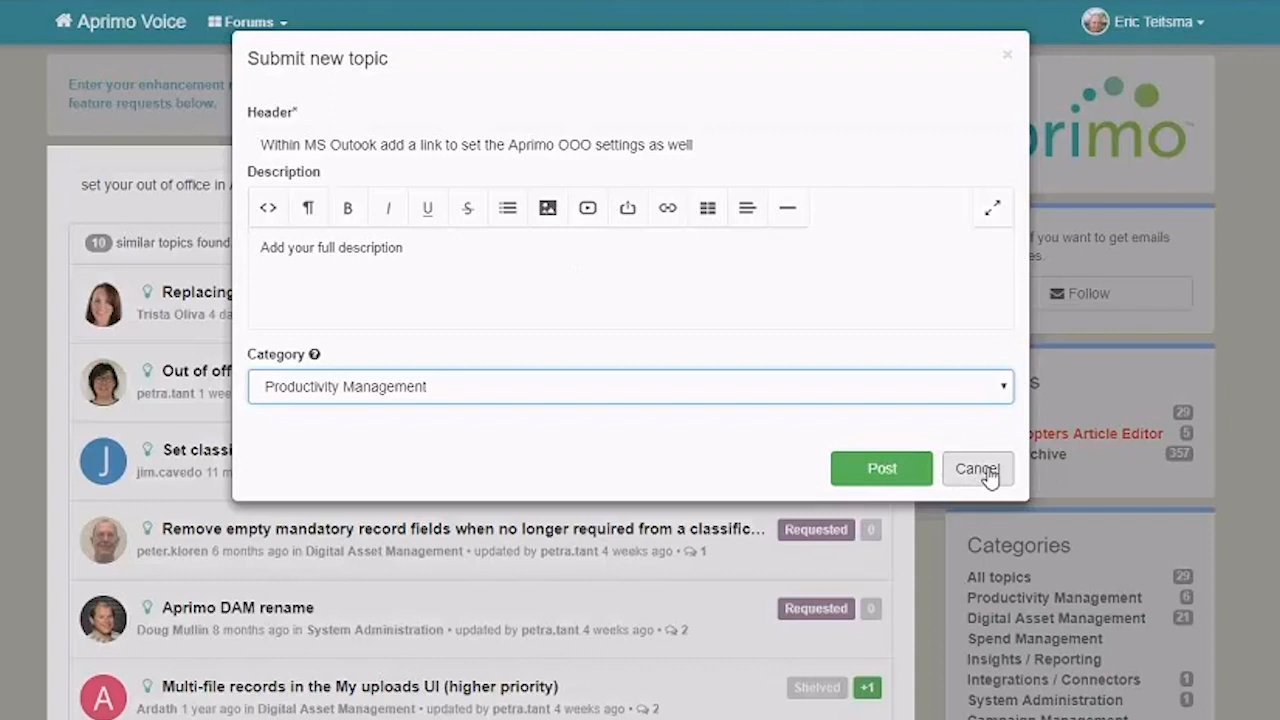 Aprimo Voice Forums Eric Teitsma
Submit new topic ×
Enter your enhancement
feature requests below.
Header*
Within MS Outook add a link to set the Aprimo OOO settings as well
primo™
Description
set your out of office in
B I U S
f you want to get emails
es.
10 similar topics found
Add your full description
Follow
Replacing
Trista Oliva 4 da
Category
Out of off
petra.tant 1 wee
Productivity Management
s
29
opters Article Editor 5
chive 357
Set classi
jim.cavedo 11 m
Post Cancel
Remove empty mandatory record fields when no longer required from a classific... Requested 0
peter.kloren 6 months ago in Digital Asset Management • updated by petra.tant 4 weeks ago • 1
Aprimo DAM rename Requested 0
Doug Mullin 8 months ago in System Administration • updated by petra.tant 4 weeks ago • 2
A Multi-file records in the My uploads UI (higher priority) Shelved +1
Ardath 1 year ago in Digital Asset Management • updated by petra.tant 4 weeks ago • 2
J
Categories
All topics 29
Productivity Management 6
Digital Asset Management 21
Spend Management
Insights / Reporting
Integrations / Connectors 1
System Administration 1